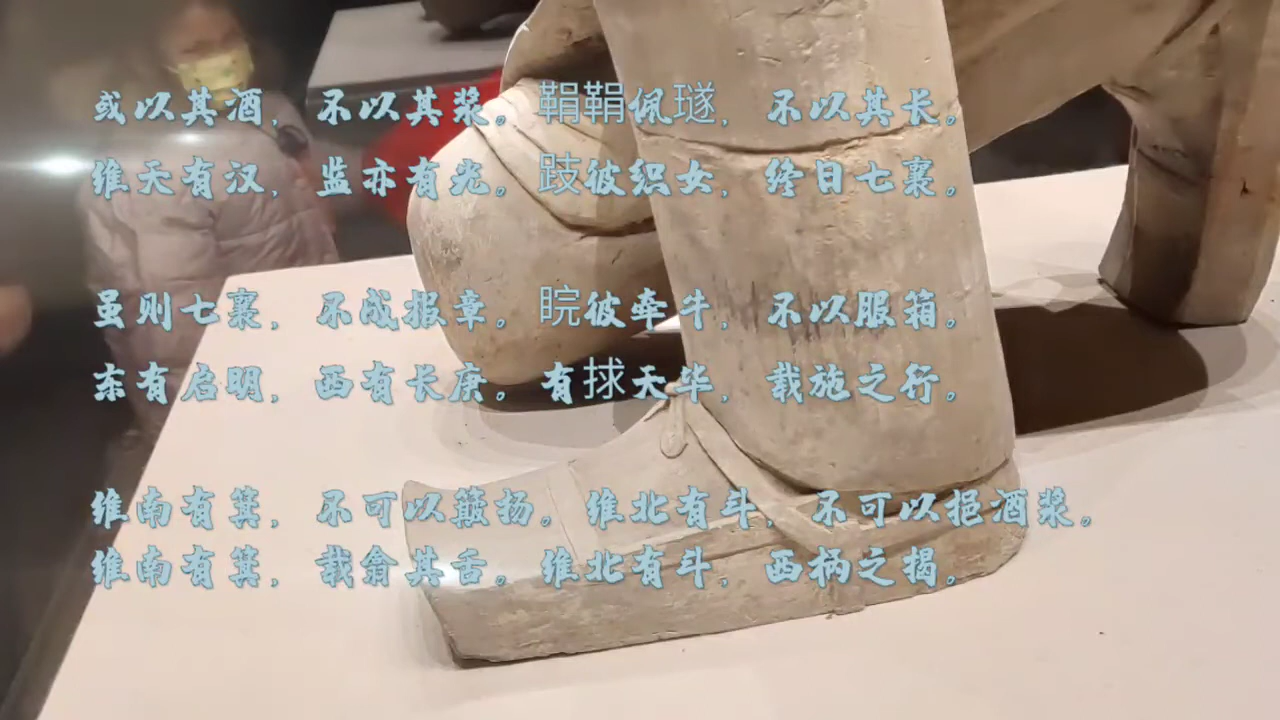 或以其酒，不以其浆。鞙鞙佩璲，不以其长。
维天有汉，监亦有光。跂彼织女，终日七襄。
虽则七襄，不成报章。睆彼牵牛，不以服箱。
东有启明，西有长庚。有捄天毕，载施之行。
维南有箕，不可以簸扬。维北有斗，不可以挹酒浆。
维南有箕，载翕其舌。维北有斗，西柄之揭。